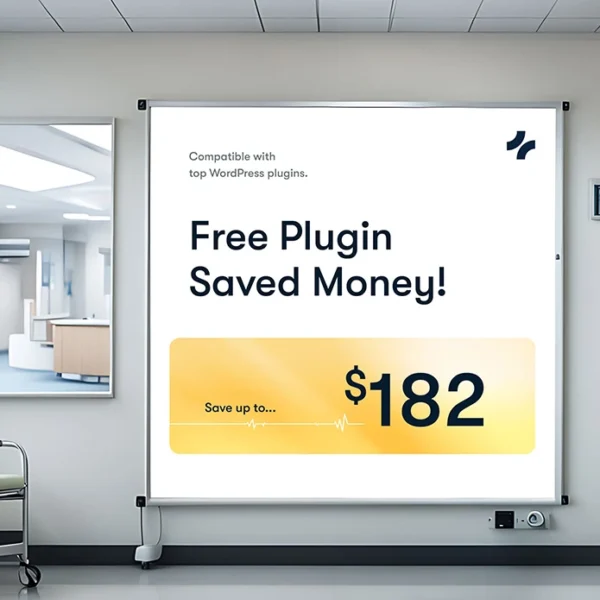 Compatible with
top WordPress plugins.
Free Plugin
Saved Money!
Save up to...
$182